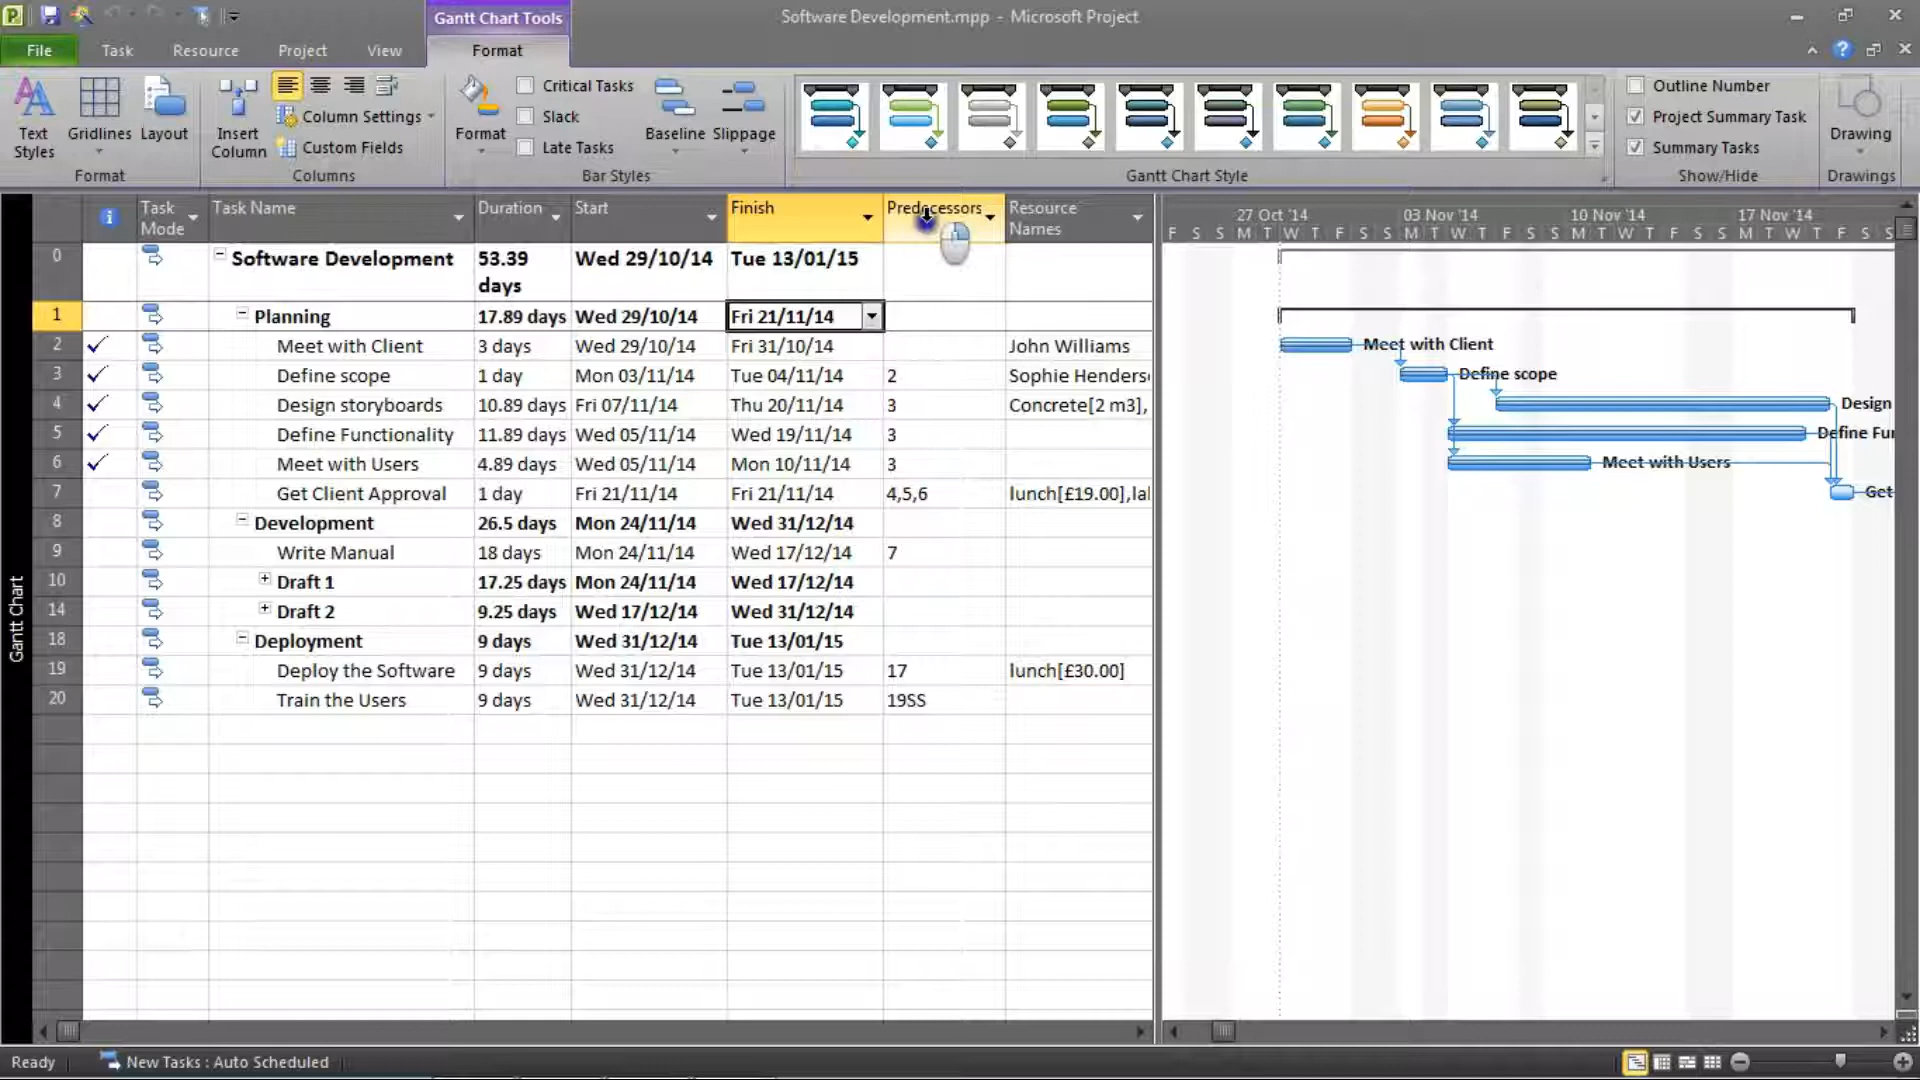 Gantt Chart Tools
Software Development.mpp - Microsoft Project
File Task Resource Project View Format
Text Styles
Gridlines
Layout
Format
Insert Column
Column Settings
Custom Fields
Columns
Format
Critical Tasks
Slack
Late Tasks
Baseline
Slippage
Bar Styles
Gantt Chart Style
Outline Number
Project Summary Task
Summary Tasks
Show/Hide
Drawing
Drawings
Task Mode Task Name Duration Start Finish Predecessors Resource Names
27 Oct '14 03 Nov '14 10 Nov '14 17 Nov '14
F S S M T W T F S S M T W T F S S M T W T F S S M T W T F S S
0 Software Development 53.39 days Wed 29/10/14 Tue 13/01/15
1 Planning 17.89 days Wed 29/10/14 Fri 21/11/14
2 Meet with Client 3 days Wed 29/10/14 Fri 31/10/14 John Williams Meet with Client
3 Define scope 1 day Mon 03/11/14 Tue 04/11/14 2 Sophie Henders Define scope
4 Design storyboards 10.89 days Fri 07/11/14 Thu 20/11/14 3 Concrete[2 m3], Design
5 Define Functionality 11.89 days Wed 05/11/14 Wed 19/11/14 3 Define Fur
6 Meet with Users 4.89 days Wed 05/11/14 Mon 10/11/14 3 Meet with Users
7 Get Client Approval 1 day Fri 21/11/14 Fri 21/11/14 4,5,6 lunch[£19.00],lal Get
8 Development 26.5 days Mon 24/11/14 Wed 31/12/14
9 Write Manual 18 days Mon 24/11/14 Wed 17/12/14 7
10 Draft 1 17.25 days Mon 24/11/14 Wed 17/12/14
14 Draft 2 9.25 days Wed 17/12/14 Wed 31/12/14
18 Deployment 9 days Wed 31/12/14 Tue 13/01/15
19 Deploy the Software 9 days Wed 31/12/14 Tue 13/01/15 17 lunch[£30.00]
20 Train the Users 9 days Wed 31/12/14 Tue 13/01/15 19SS
Gantt Chart
Ready New Tasks : Auto Scheduled